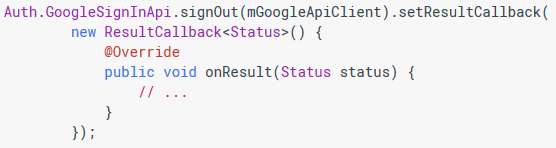 Auth.GoogleSignInApi.signOut(mGoogleApiClient).setResultCallback(
        new ResultCallback<Status>() {
            @Override
            public void onResult(Status status) {
                // ...
            }
        });